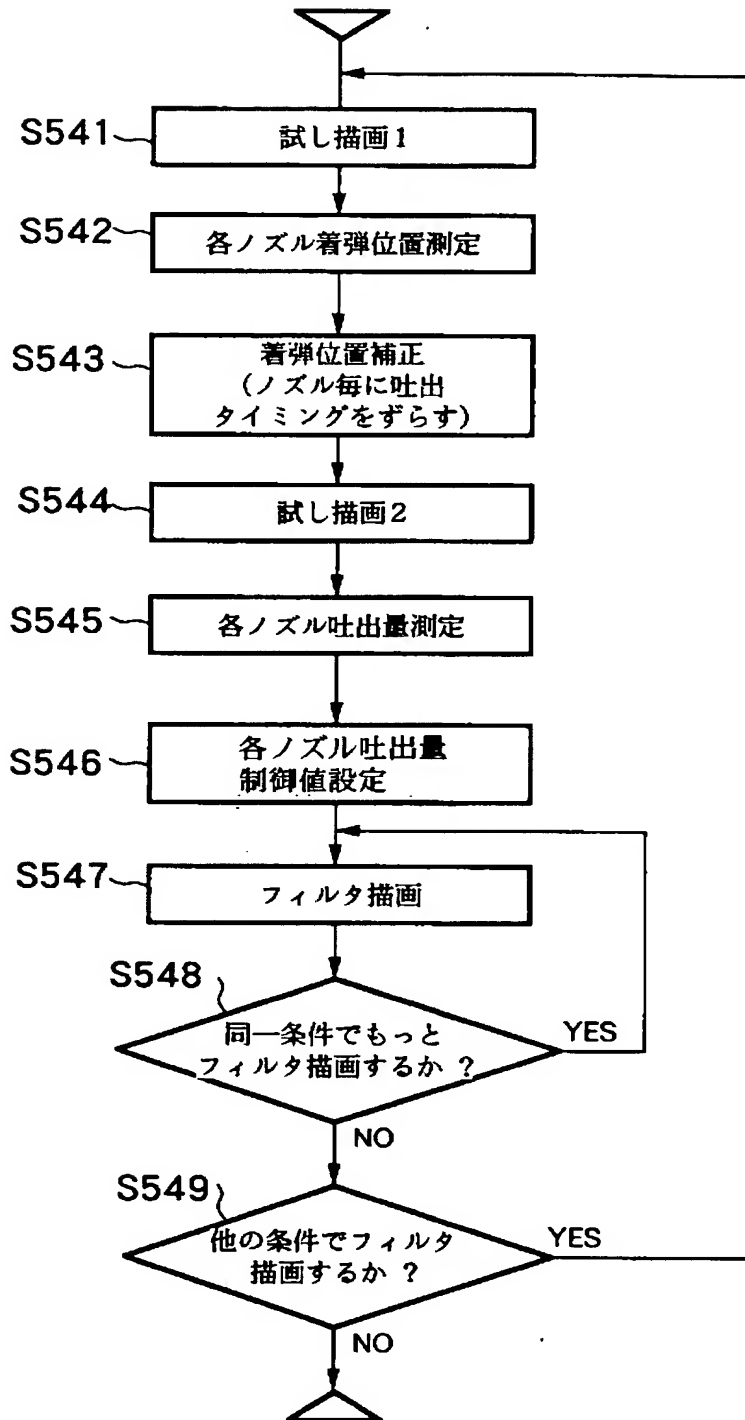 S541
試し描画1
S542
各ノズル着弾位置測定
S543
着弾位置補正
(ノズル毎に吐出
タイミングをずらす)
S544
試し描画2
S545
各ノズル吐出量測定
S546
各ノズル吐出量
制御値設定
S547
フィルタ描画
S548
同一条件でもっと
フィルタ描画するか ?
YES
NO
S549
他の条件でフィルタ
描画するか ?
YES
NO